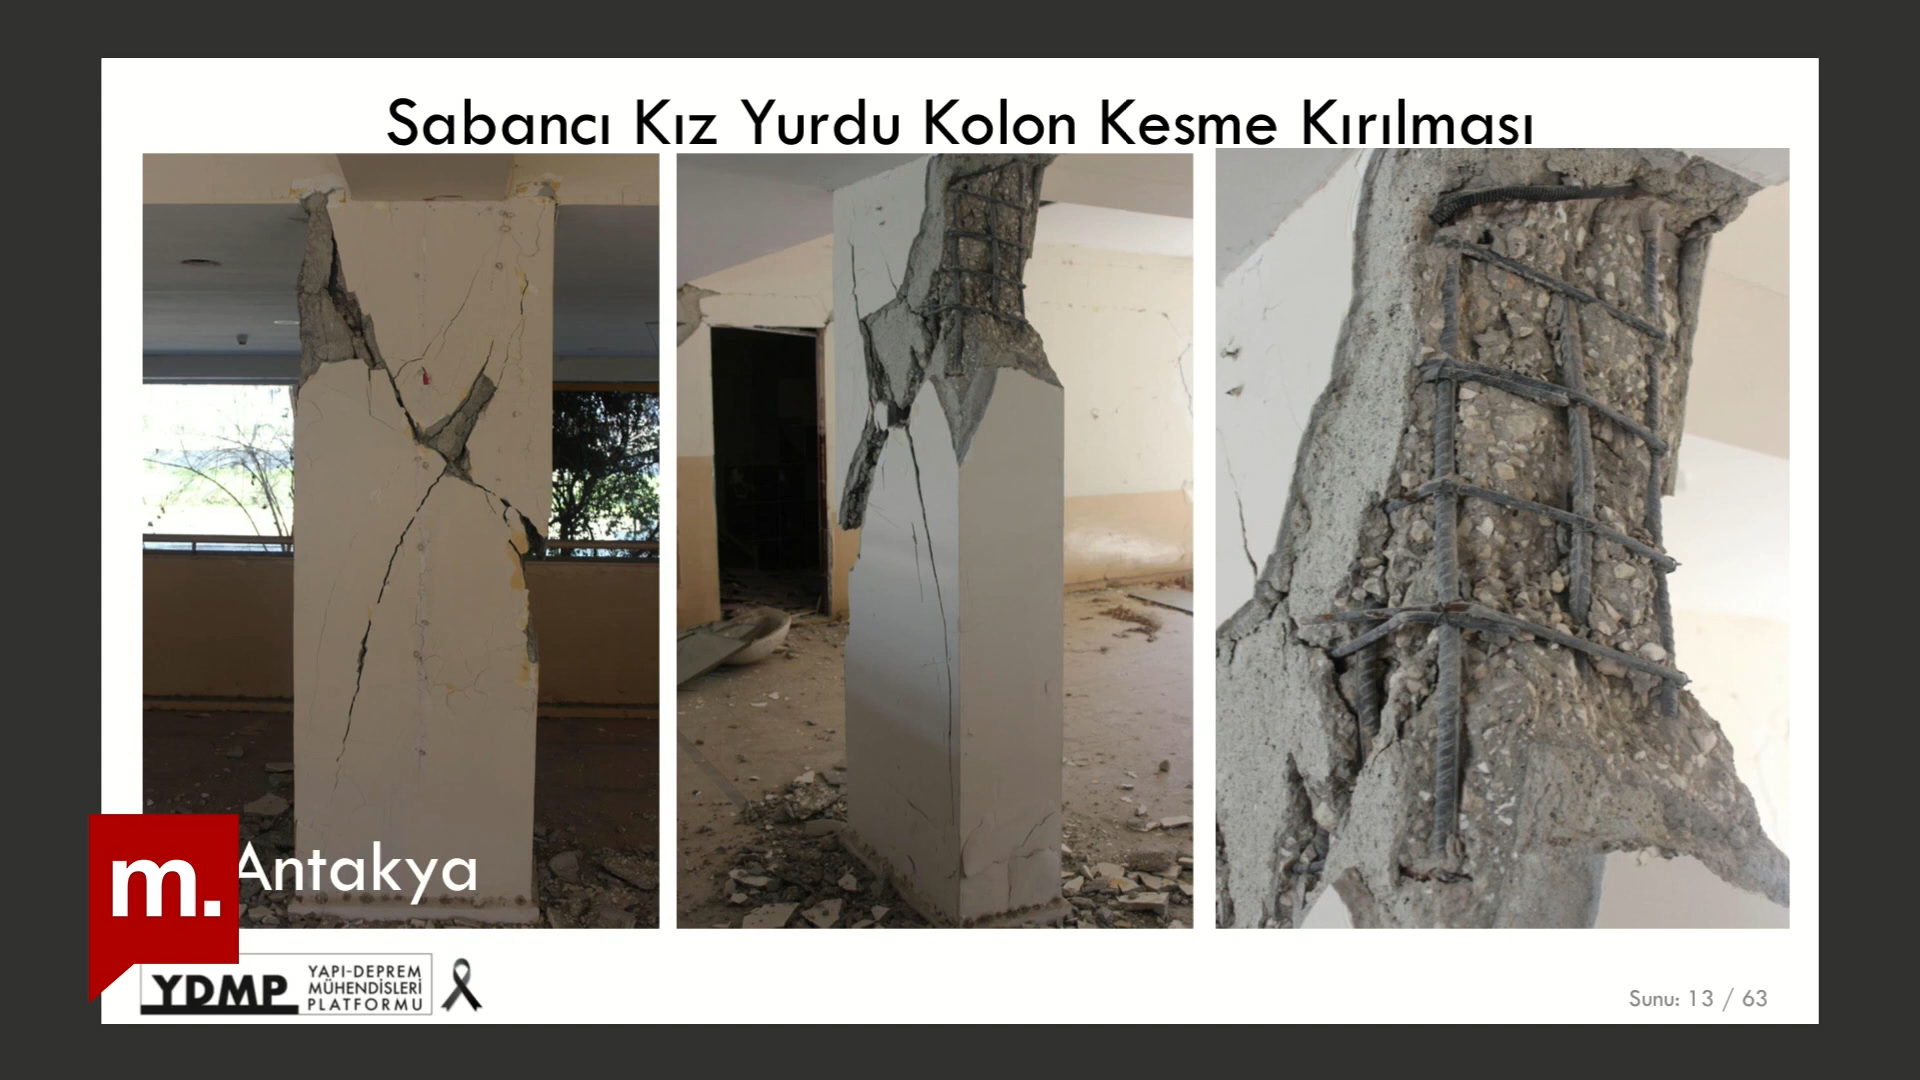 Sabancı Kız Yurdu Kolon Kesme Kırılması
Antakya
m.
YDMP
YAPI-DEPREM
MÜHENDİSLERİ
PLATFORMU
Sunu: 13 / 63